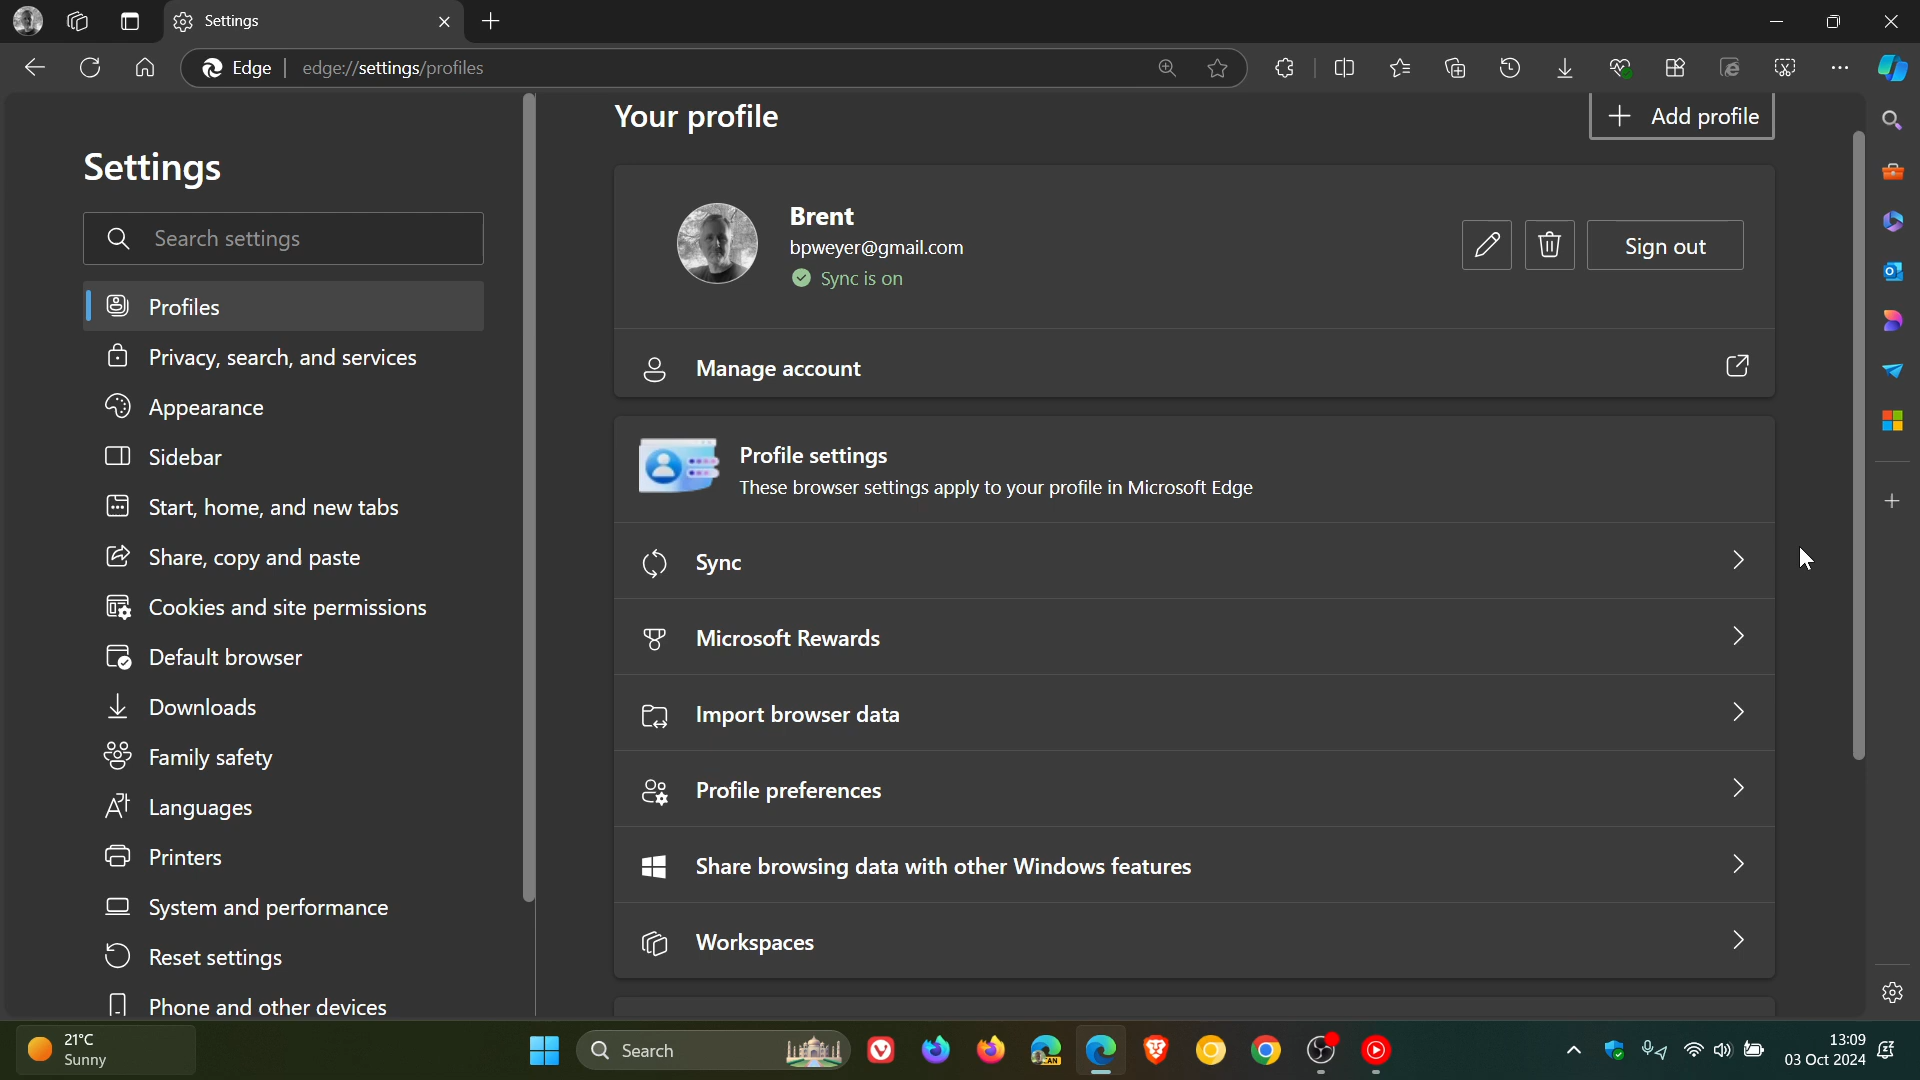 Settings
Edge
edge://settings/profiles
Settings
Search settings
Profiles
Privacy, search, and services
Appearance
Sidebar
Start, home, and new tabs
Share, copy and paste
Cookies and site permissions
Default browser
Downloads
Family safety
Languages
Printers
System and performance
Reset settings
Phone and other devices
Your profile
Add profile
Brent
bpweyer@gmail.com
Sync is on
Sign out
Manage account
Profile settings
These browser settings apply to your profile in Microsoft Edge
Sync
Microsoft Rewards
Import browser data
Profile preferences
Share browsing data with other Windows features
Workspaces
21°C
Sunny
Search
CAN
13:09
03 Oct 2024